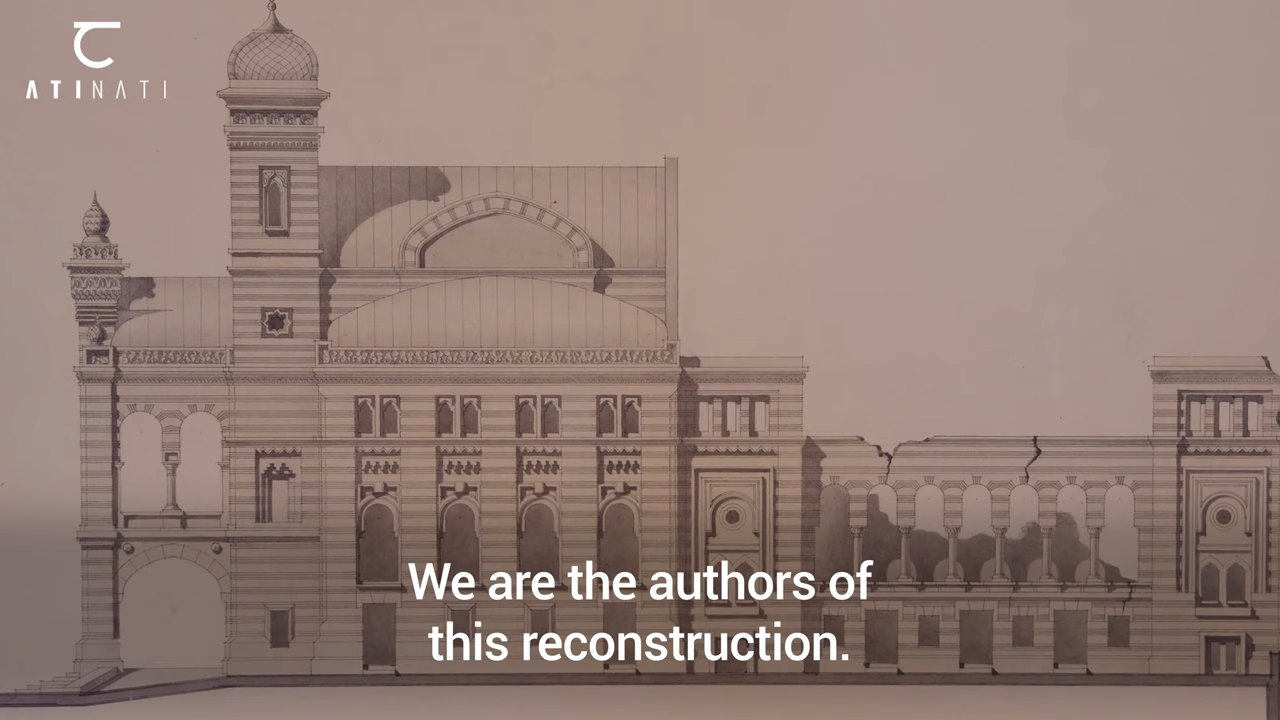 ATINATI
We are the authors of
this reconstruction.